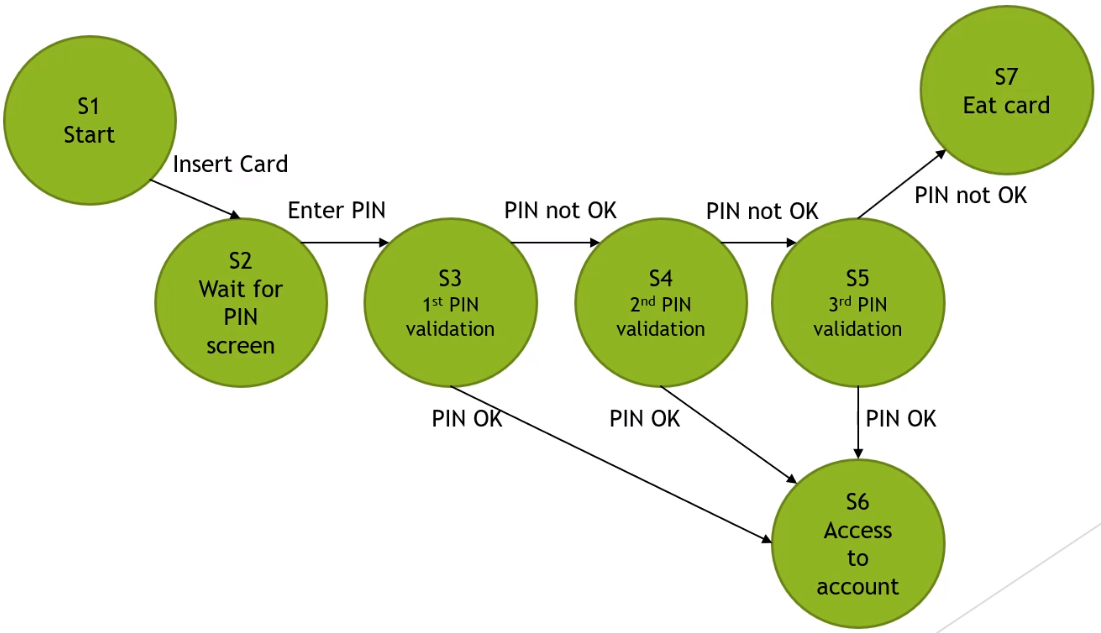 S1
Start
Insert Card
S2
Wait for
PIN
screen
Enter PIN
S3
1st PIN
validation
PIN not OK
S4
2nd PIN
validation
PIN not OK
S5
3rd PIN
validation
PIN not OK
S7
Eat card
PIN OK
PIN OK
PIN OK
S6
Access
to
account